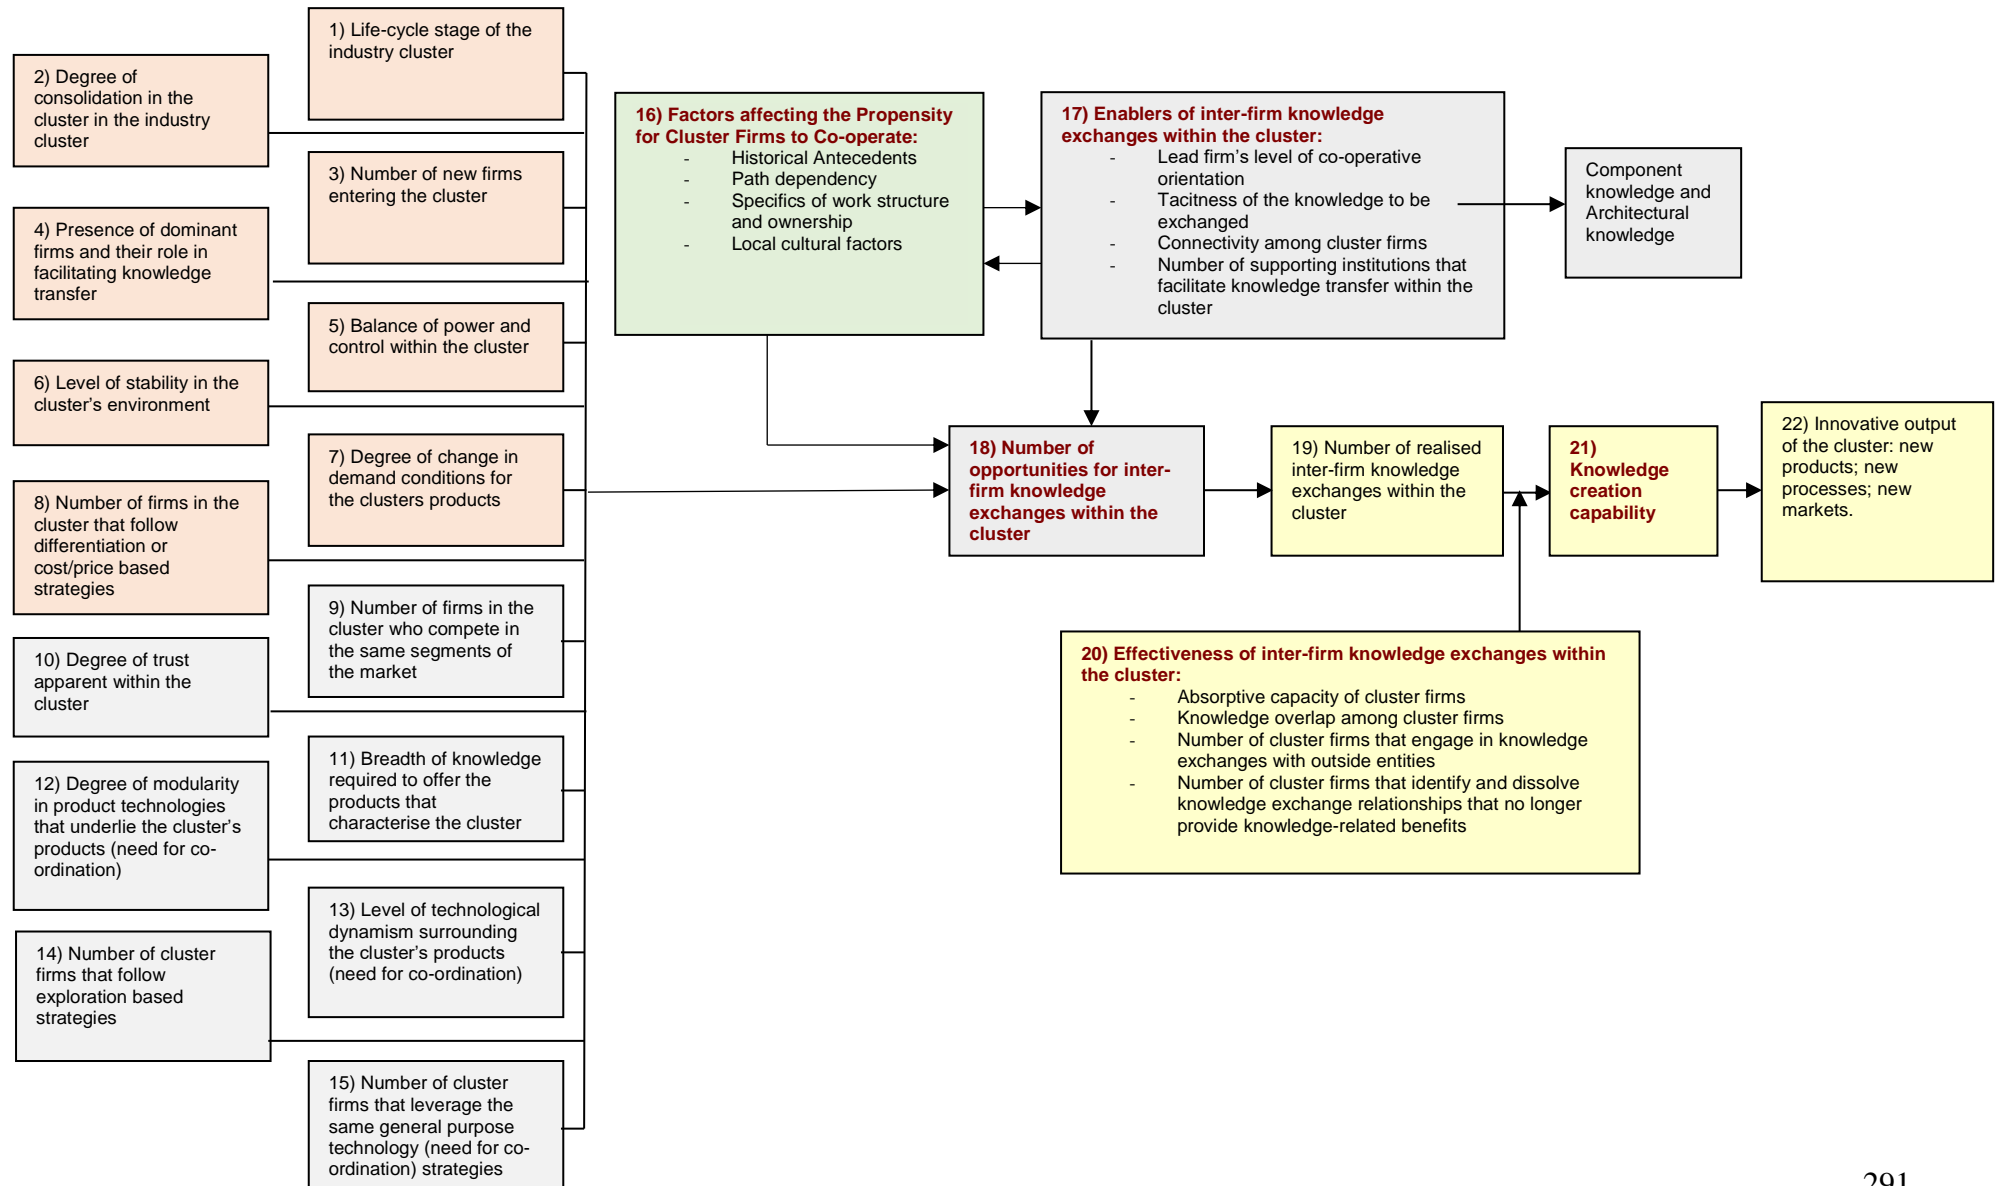 1) Life-cycle stage of the
industry cluster
2) Degree of
consolidation in the
cluster in the industry
cluster
3) Number of new firms
entering the cluster
4) Presence of dominant
firms and their role in
facilitating knowledge
transfer
5) Balance of power and
control within the cluster
6) Level of stability in the
cluster’s environment
7) Degree of change in
demand conditions for
the clusters products
8) Number of firms in the
cluster that follow
differentiation or
cost/price based
strategies
9) Number of firms in the
cluster who compete in
the same segments of
the market
10) Degree of trust
apparent within the
cluster
11) Breadth of knowledge
required to offer the
products that
characterise the cluster
12) Degree of modularity
in product technologies
that underlie the cluster’s
products (need for co-
ordination)
13) Level of technological
dynamism surrounding
the cluster’s products
(need for co-ordination)
14) Number of cluster
firms that follow
exploration based
strategies
15) Number of cluster
firms that leverage the
same general purpose
technology (need for co-
ordination) strategies
16) Factors affecting the Propensity
for Cluster Firms to Co-operate:
- Historical Antecedents
- Path dependency
- Specifics of work structure
and ownership
- Local cultural factors
17) Enablers of inter-firm knowledge
exchanges within the cluster:
- Lead firm’s level of co-operative
orientation
- Tacitness of the knowledge to be
exchanged
- Connectivity among cluster firms
- Number of supporting institutions that
facilitate knowledge transfer within the
cluster
Component
knowledge and
Architectural
knowledge
18) Number of
opportunities for inter-
firm knowledge
exchanges within the
cluster
19) Number of realised
inter-firm knowledge
exchanges within the
cluster
21)
Knowledge
creation
capability
22) Innovative output
of the cluster: new
products; new
processes; new
markets.
20) Effectiveness of inter-firm knowledge exchanges within
the cluster:
- Absorptive capacity of cluster firms
- Knowledge overlap among cluster firms
- Number of cluster firms that engage in knowledge
exchanges with outside entities
- Number of cluster firms that identify and dissolve
knowledge exchange relationships that no longer
provide knowledge-related benefits
291